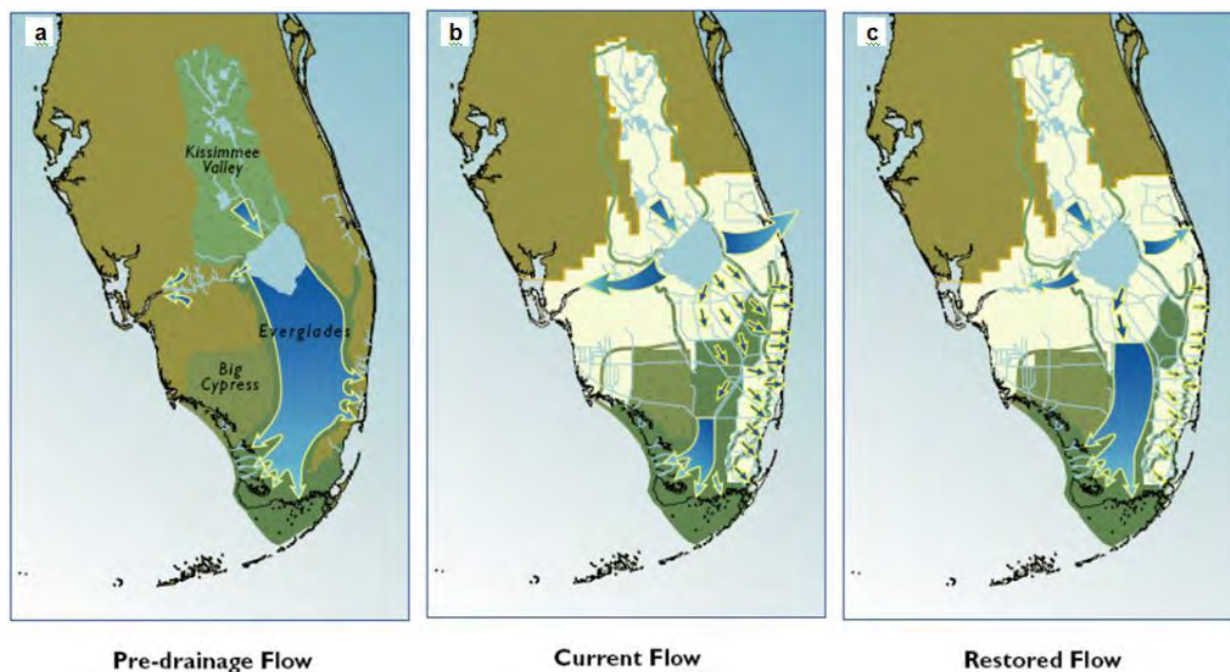 a
b
c
Kissimmee
Valley
Everglades
Big
Cypress
Pre-drainage Flow
Current Flow
Restored Flow